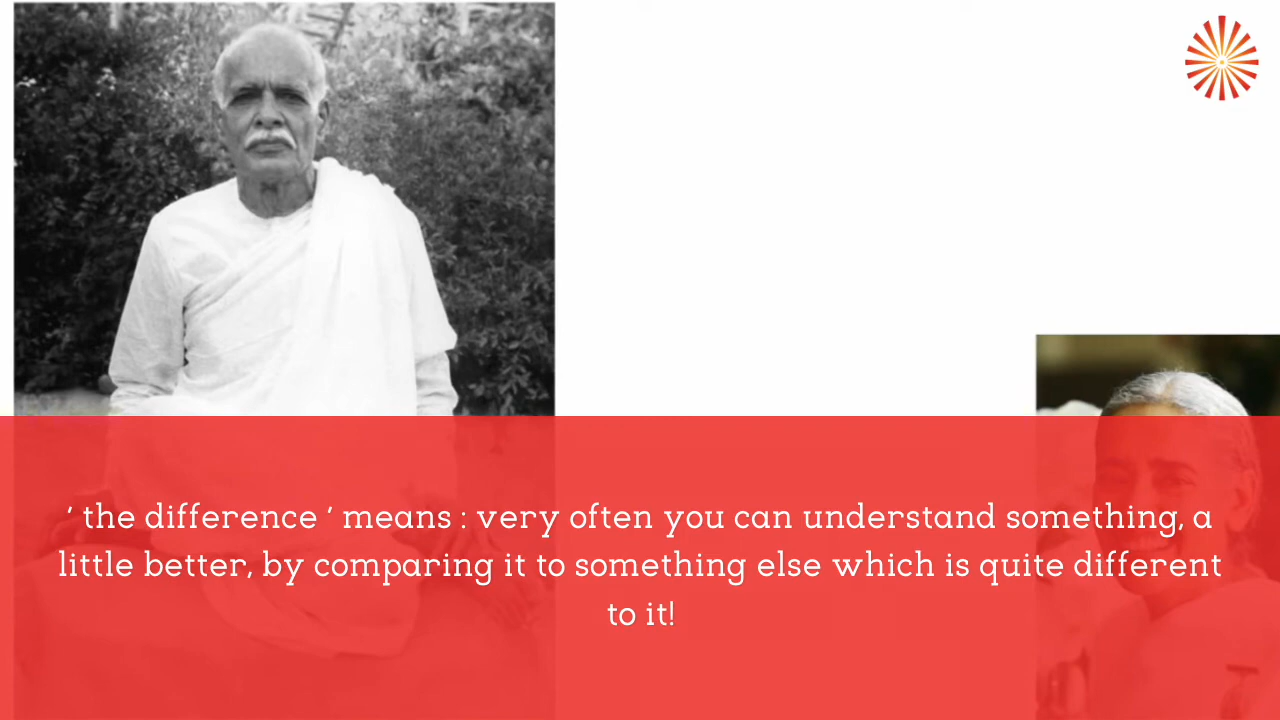 ‘ the difference ‘ means : very often you can understand something, a
little better, by comparing it to something else which is quite different
to it!